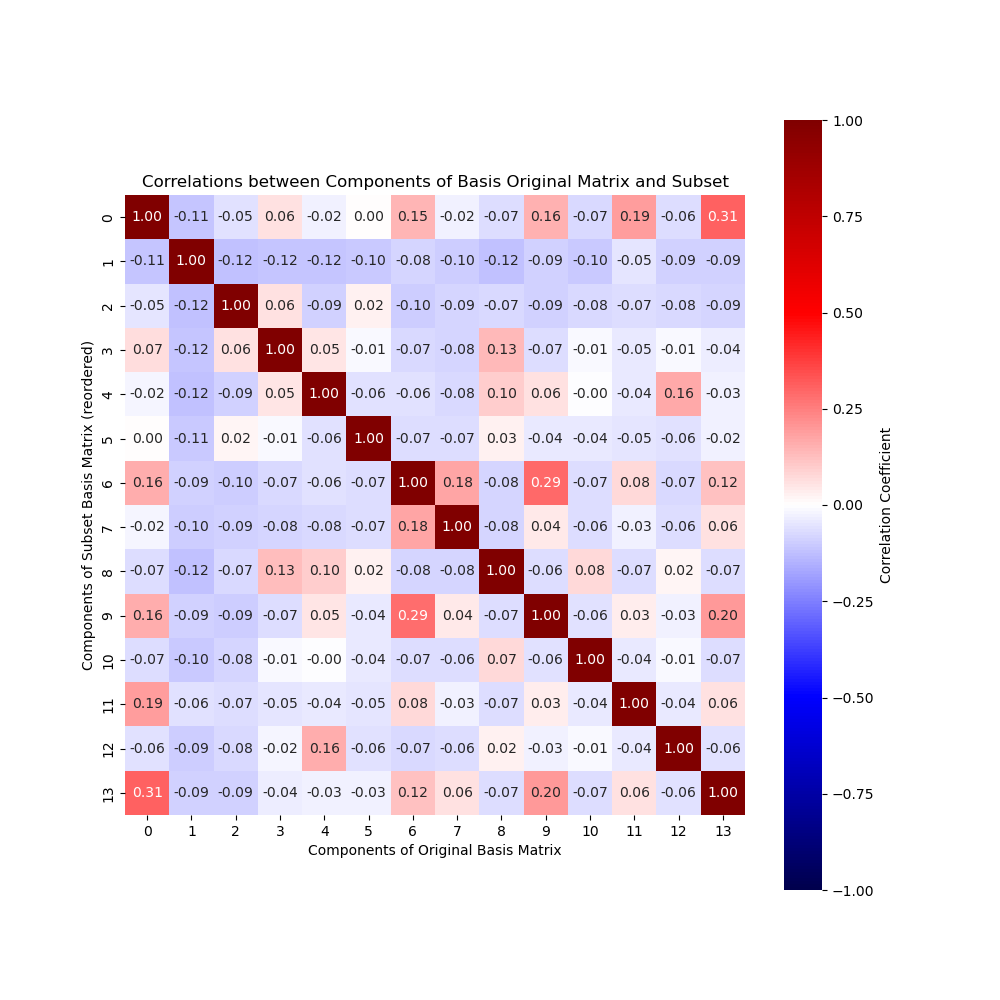 Correlations between Components of Basis Original Matrix and Subset
0 1.00 -0.11 -0.05 0.06 -0.02 0.00 0.15 -0.02 -0.07 0.16 -0.07 0.19 -0.06 0.31
1 -0.11 1.00 -0.12 -0.12 -0.12 -0.10 -0.08 -0.10 -0.12 -0.09 -0.10 -0.05 -0.09 -0.09
2 -0.05 -0.12 1.00 0.06 -0.09 0.02 -0.10 -0.09 -0.07 -0.09 -0.08 -0.07 -0.08 -0.09
3 0.07 -0.12 0.06 1.00 0.05 -0.01 -0.07 -0.08 0.13 -0.07 -0.01 -0.05 -0.01 -0.04
4 -0.02 -0.12 -0.09 0.05 1.00 -0.06 -0.06 -0.08 0.10 0.06 -0.00 -0.04 0.16 -0.03
5 0.00 -0.11 0.02 -0.01 -0.06 1.00 -0.07 -0.07 0.03 -0.04 -0.04 -0.05 -0.06 -0.02
6 0.16 -0.09 -0.10 -0.07 -0.06 -0.07 1.00 0.18 -0.08 0.29 -0.07 0.08 -0.07 0.12
7 -0.02 -0.10 -0.09 -0.08 -0.08 -0.07 0.18 1.00 -0.08 0.04 -0.06 -0.03 -0.06 0.06
8 -0.07 -0.12 -0.07 0.13 0.10 0.02 -0.08 -0.08 1.00 -0.06 0.08 -0.07 0.02 -0.07
9 0.16 -0.09 -0.09 -0.07 0.05 -0.04 0.29 0.04 -0.07 1.00 -0.06 0.03 -0.03 0.20
10 -0.07 -0.10 -0.08 -0.01 -0.00 -0.04 -0.07 -0.06 0.07 -0.06 1.00 -0.04 -0.01 -0.07
11 0.19 -0.06 -0.07 -0.05 -0.04 -0.05 0.08 -0.03 -0.07 0.03 -0.04 1.00 -0.04 0.06
12 -0.06 -0.09 -0.08 -0.02 0.16 -0.06 -0.07 -0.06 0.02 -0.03 -0.01 -0.04 1.00 -0.06
13 0.31 -0.09 -0.09 -0.04 -0.03 -0.03 0.12 0.06 -0.07 0.20 -0.07 0.06 -0.06 1.00
0 1 2 3 4 5 6 7 8 9 10 11 12 13
Components of Original Basis Matrix
Components of Subset Basis Matrix (reordered)
1.00
0.75
0.50
0.25
0.00
−0.25
−0.50
−0.75
−1.00
Correlation Coefficient